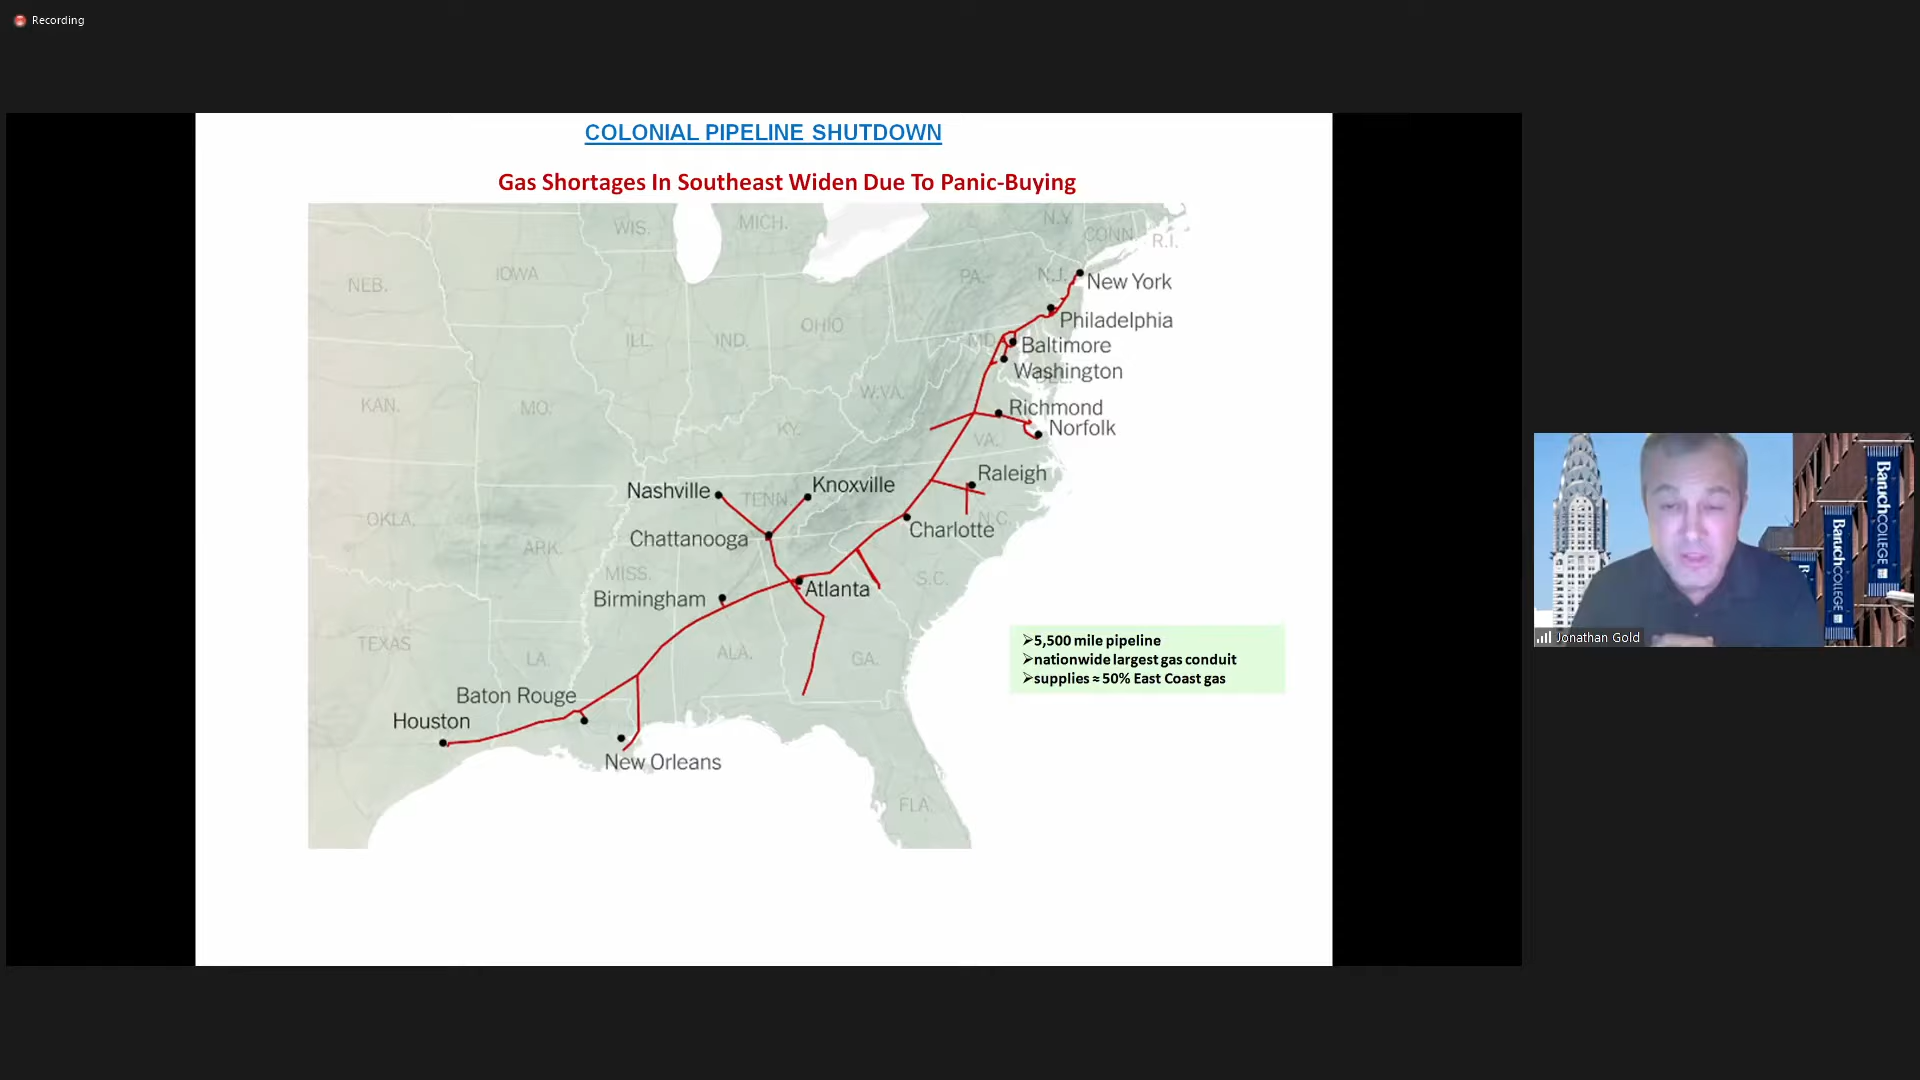 Recording
COLONIAL PIPELINE SHUTDOWN
Gas Shortages In Southeast Widen Due To Panic-Buying
WIS.
MICH.
N.Y.
CONN.
R.I.
NEB.
IOWA
PA.
N.J.
New York
ILL.
IND.
OHIO
Philadelphia
MD.
Baltimore
Washington
DEL.
KAN.
MO.
W.VA.
Richmond
KY.
VA.
Norfolk
Raleigh
Nashville
TENN.
Knoxville
OKLA.
ARK.
Chattanooga
N.C.
Charlotte
MISS.
Birmingham
Atlanta
S.C.
TEXAS
LA.
ALA.
GA.
➢5,500 mile pipeline
➢nationwide largest gas conduit
➢supplies ≈ 50% East Coast gas
Baton Rouge
Houston
New Orleans
FLA.
Baruch COLLEGE
Baruch COLLEGE
Jonathan Gold